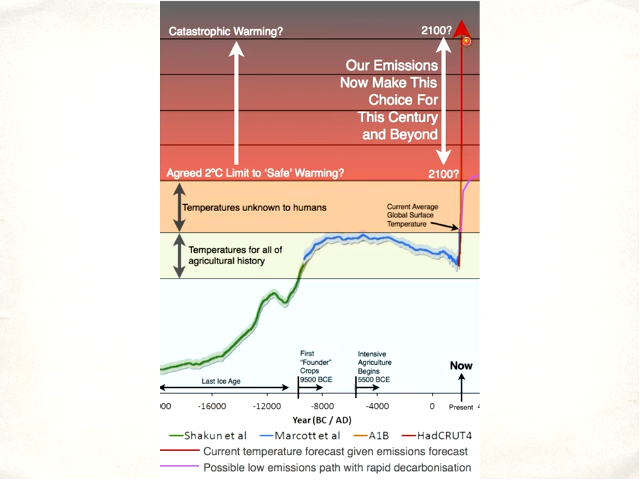 Catastrophic Warming?
2100?
Our Emissions
Now Make This
Choice For
This Century
and Beyond
Agreed 2ºC Limit to 'Safe' Warming?
2100?
Temperatures unknown to humans
Current Average
Global Surface
Temperature
Temperatures for all of
agricultural history
First
"Founder"
Crops
9500 BCE
Intensive
Agriculture
Begins
5500 BCE
Now
Last Ice Age
-16000
-12000
-8000
-4000
0
Present
Year (BC / AD)
Shakun et al
Marcott et al
A1B
HadCRUT4
Current temperature forecast given emissions forecast
Possible low emissions path with rapid decarbonisation